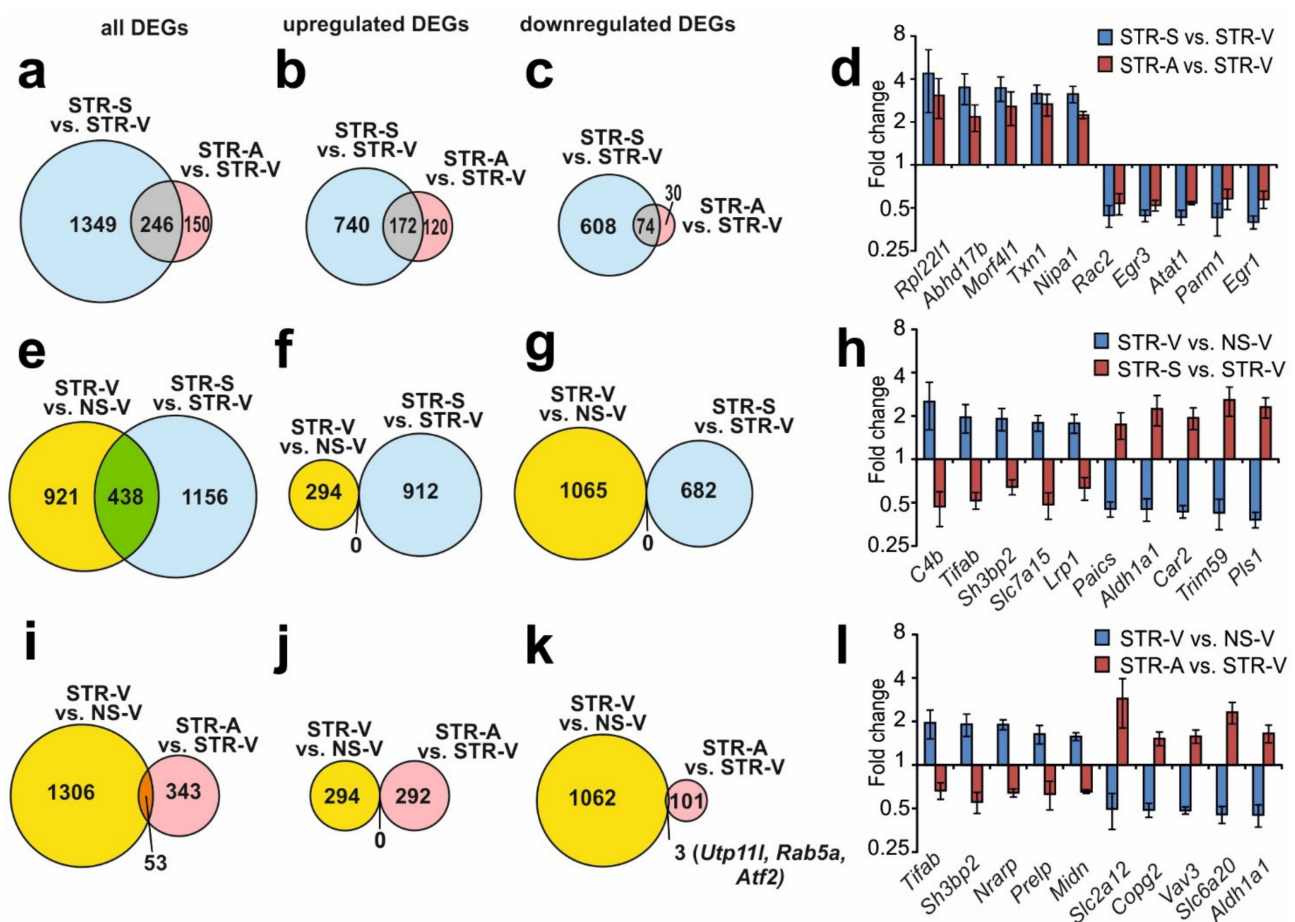 all DEGs
upregulated DEGs
downregulated DEGs
a
STR-S
vs. STR-V
STR-A
vs. STR-V
1349
246
150
b
STR-S
vs. STR-V
STR-A
vs. STR-V
740
172
120
c
STR-S
vs. STR-V
30
STR-A
vs. STR-V
608
74
d
STR-S vs. STR-V
STR-A vs. STR-V
Fold change
8
4
2
1
0.5
0.25
Rpl22l1
Abhd17b
Morf4l1
Txn1
Nipa1
Rac2
Egr3
Atat1
Parm1
Egr1
e
STR-V
vs. NS-V
STR-S
vs. STR-V
921
438
1156
f
STR-V
vs. NS-V
STR-S
vs. STR-V
294
912
0
g
STR-V
vs. NS-V
STR-S
vs. STR-V
1065
682
0
h
STR-V vs. NS-V
STR-S vs. STR-V
Fold change
8
4
2
1
0.5
0.25
C4b
Tifab
Sh3bp2
Slc7a15
Lrp1
Paics
Aldh1a1
Car2
Trim59
Pls1
i
STR-V
vs. NS-V
STR-A
vs. STR-V
1306
343
53
j
STR-V
vs. NS-V
STR-A
vs. STR-V
294
292
0
k
STR-V
vs. NS-V
STR-A
vs. STR-V
1062
101
3 (Utp11l, Rab5a,
Atf2)
l
STR-V vs. NS-V
STR-A vs. STR-V
Fold change
8
4
2
1
0.5
0.25
Tifab
Sh3bp2
Nrarp
Prelp
Midn
Slc2a12
Copg2
Vav3
Slc6a20
Aldh1a1